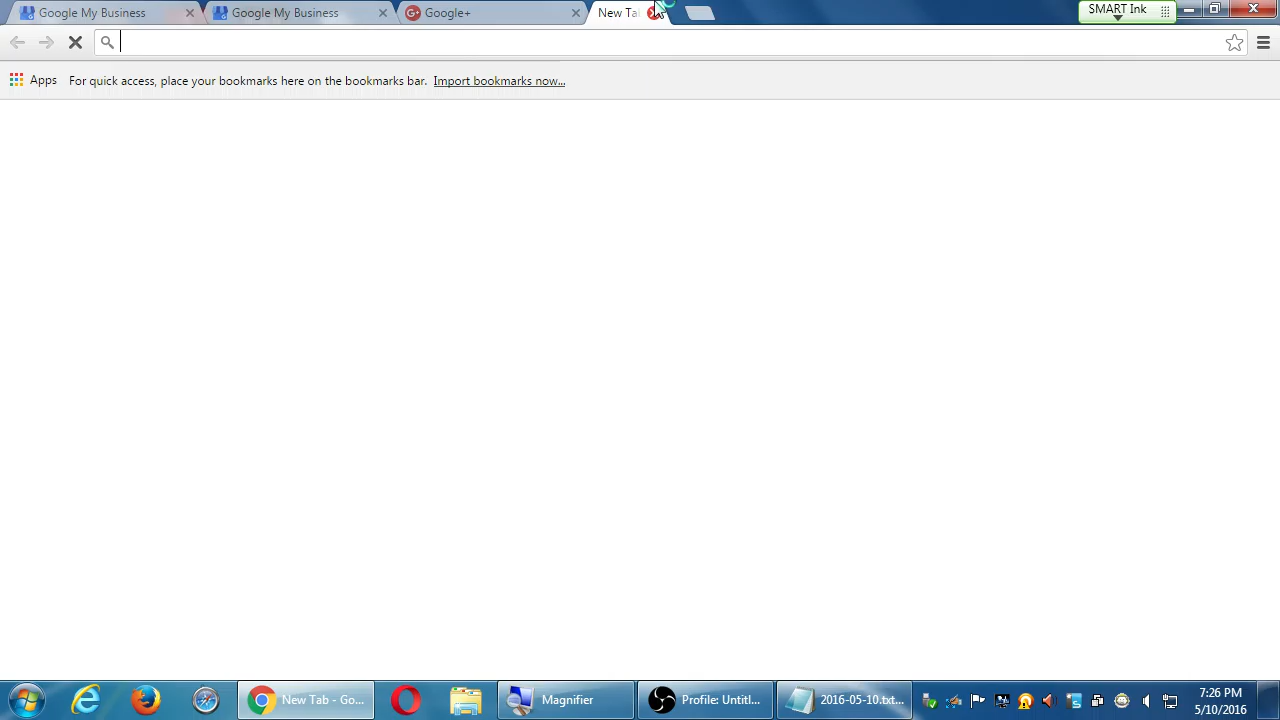 Google My Business
Google My Business
Google+
New Ta
SMART Ink
Apps
For quick access, place your bookmarks here on the bookmarks bar.
Import bookmarks now...
New Tab - Go...
Magnifier
Profile: Untitl...
2016-05-10.txt...
7:26 PM
5/10/2016